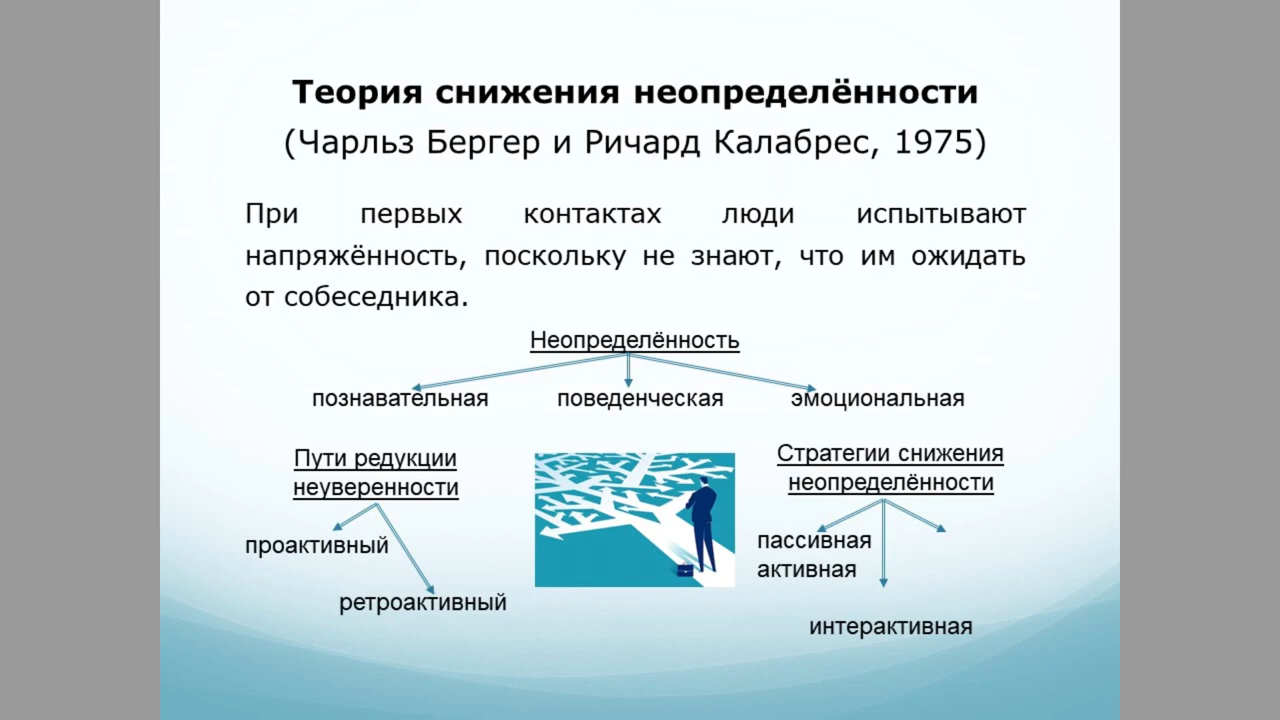 Теория снижения неопределённости
(Чарльз Бергер и Ричард Калабрес, 1975)
При первых контактах люди испытывают
напряжённость, поскольку не знают, что им ожидать
от собеседника.
Неопределённость
познавательная поведенческая эмоциональная
Пути редукции
неуверенности
проактивный
ретроактивный
Стратегии снижения
неопределённости
пассивная
активная
интерактивная